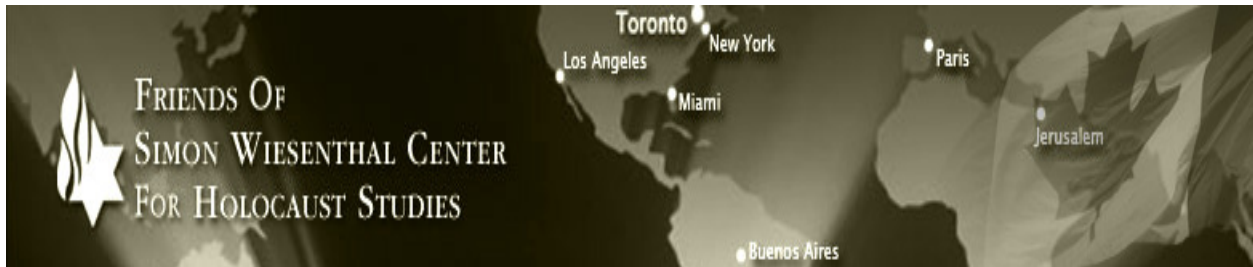 FRIENDS OF
SIMON WIESENTHAL CENTER
FOR HOLOCAUST STUDIES
Toronto
New York
Los Angeles
Miami
Buenos Aires
Paris
Jerusalem